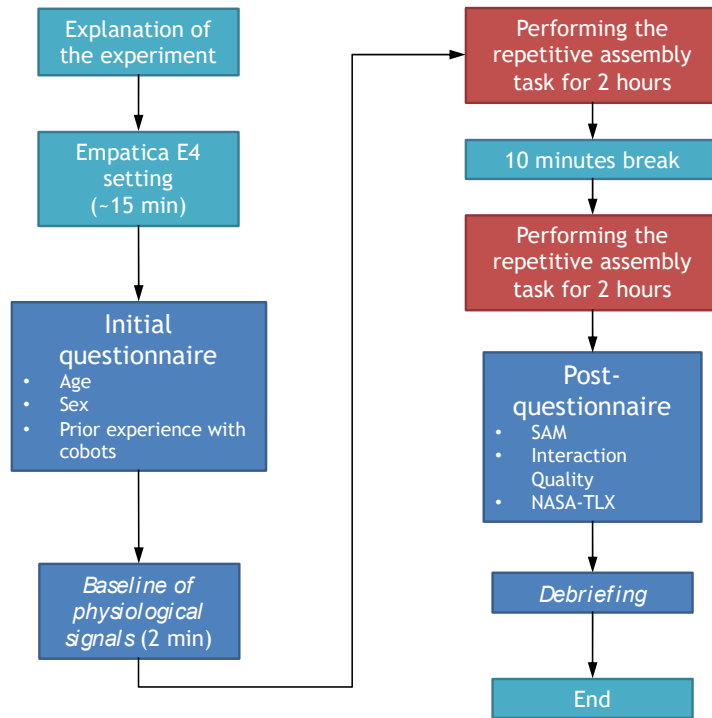 Explanation of
the experiment
Empatica E4
setting
(~15 min)
Initial
questionnaire
• Age
• Sex
• Prior experience with
cobots
Baseline of
physiological
signals (2 min)
Performing the
repetitive assembly
task for 2 hours
10 minutes break
Performing the
repetitive assembly
task for 2 hours
Post-
questionnaire
• SAM
• Interaction
Quality
• NASA-TLX
Debriefing
End